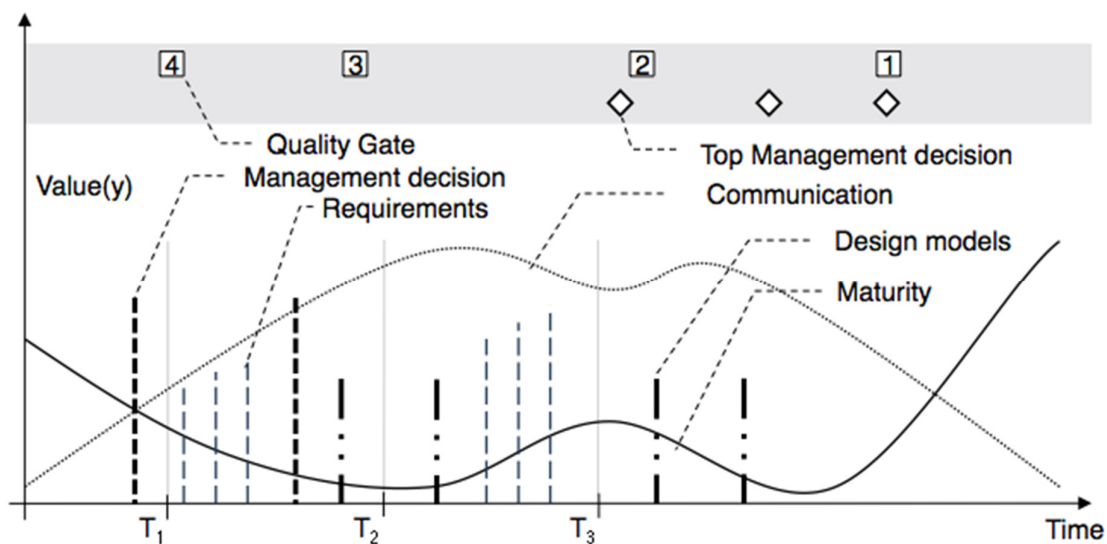 4 3 2 1
Quality Gate
Top Management decision
Value(y)
Management decision
Communication
Requirements
Design models
Maturity
T1 T2 T3
Time